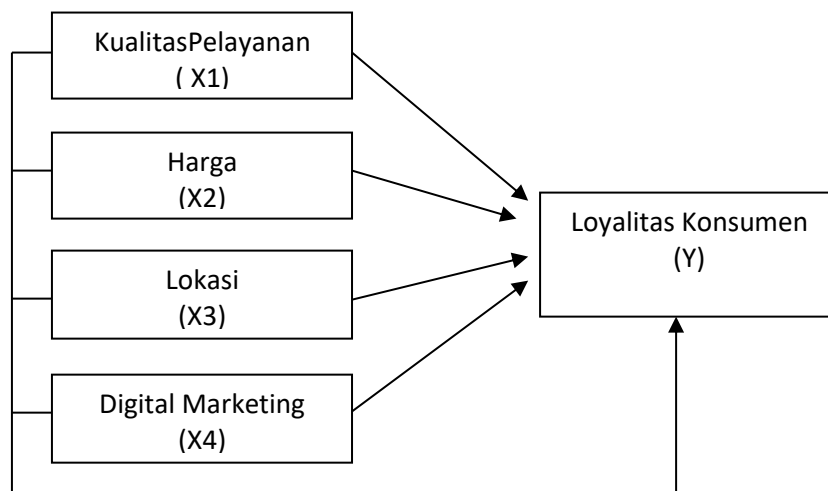 KualitasPelayanan
( X1)
Harga
(X2)
Lokasi
(X3)
Digital Marketing
(X4)
Loyalitas Konsumen
(Y)